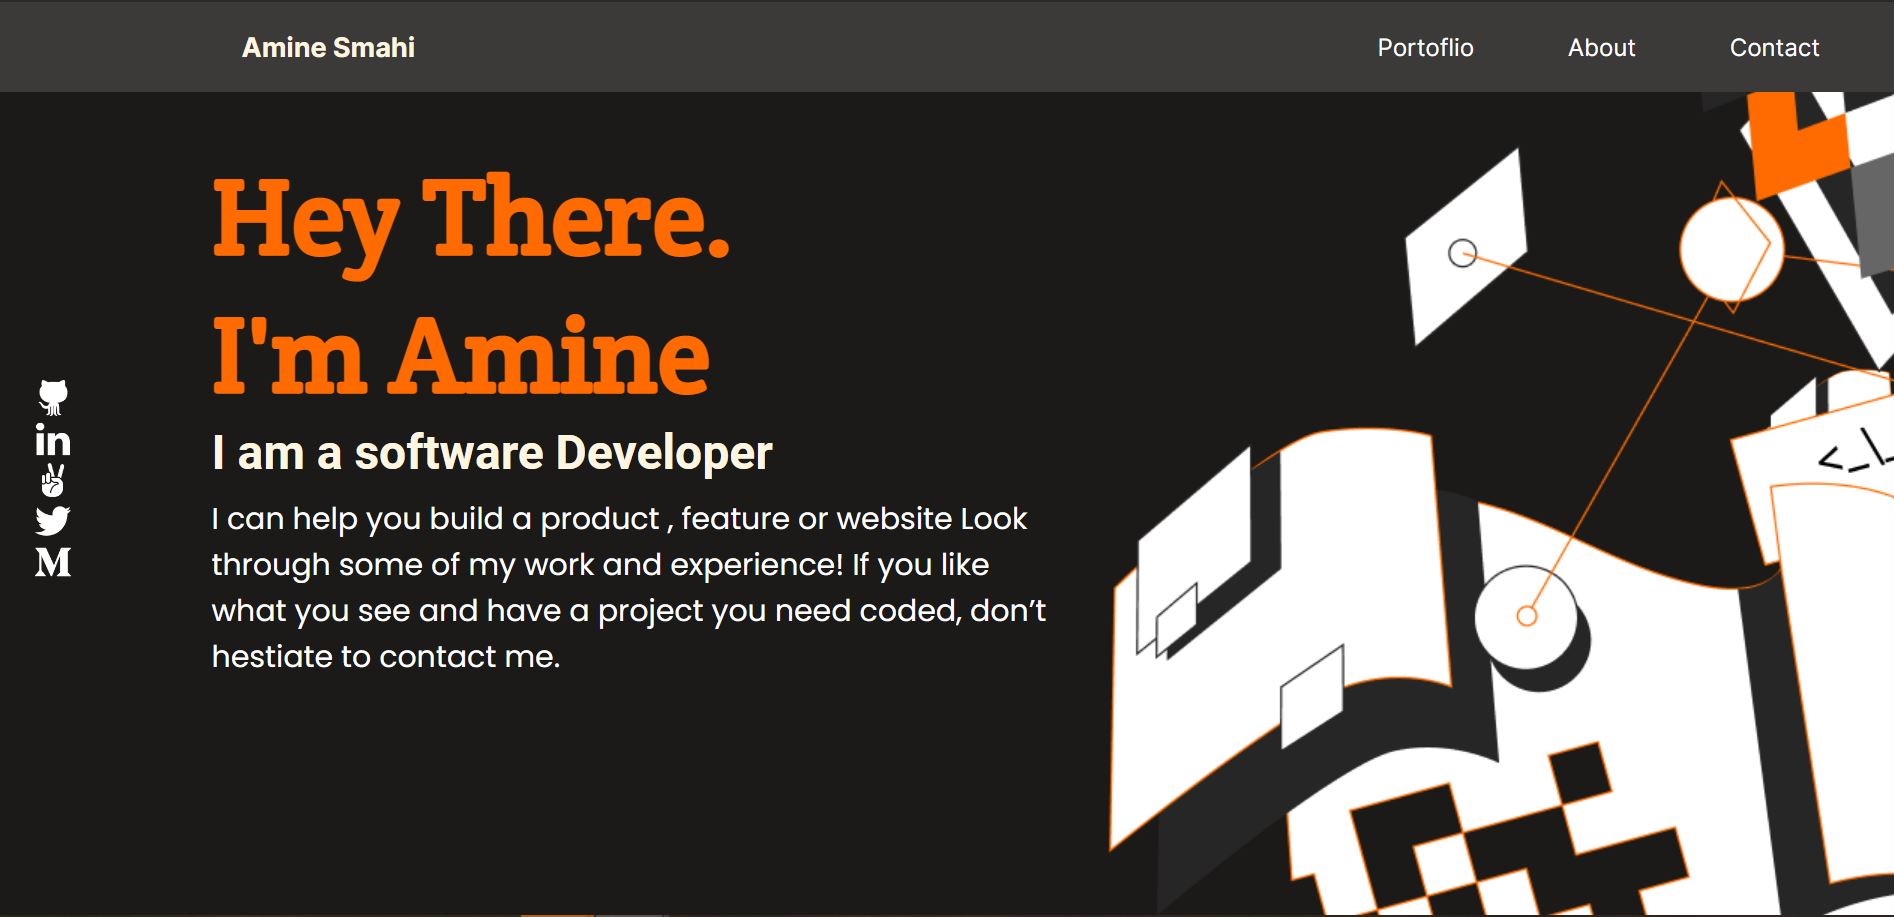 Amine Smahi
Portoflio
About
Contact
Hey There.
I'm Amine
I am a software Developer
I can help you build a product , feature or website Look
through some of my work and experience! If you like
what you see and have a project you need coded, don’t
hestiate to contact me.
in
M
<_\_